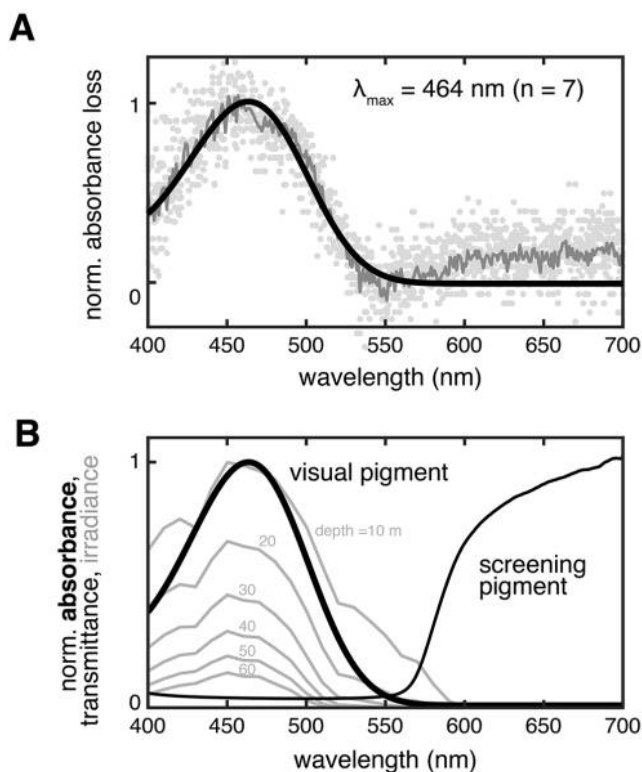 A
λmax = 464 nm (n = 7)
norm. absorbance loss
1
0
400 450 500 550 600 650 700
wavelength (nm)
B
norm. absorbance,
transmittance, irradiance
1
0
visual pigment
depth =10 m
20
30
40
50
60
screening
pigment
400 450 500 550 600 650 700
wavelength (nm)